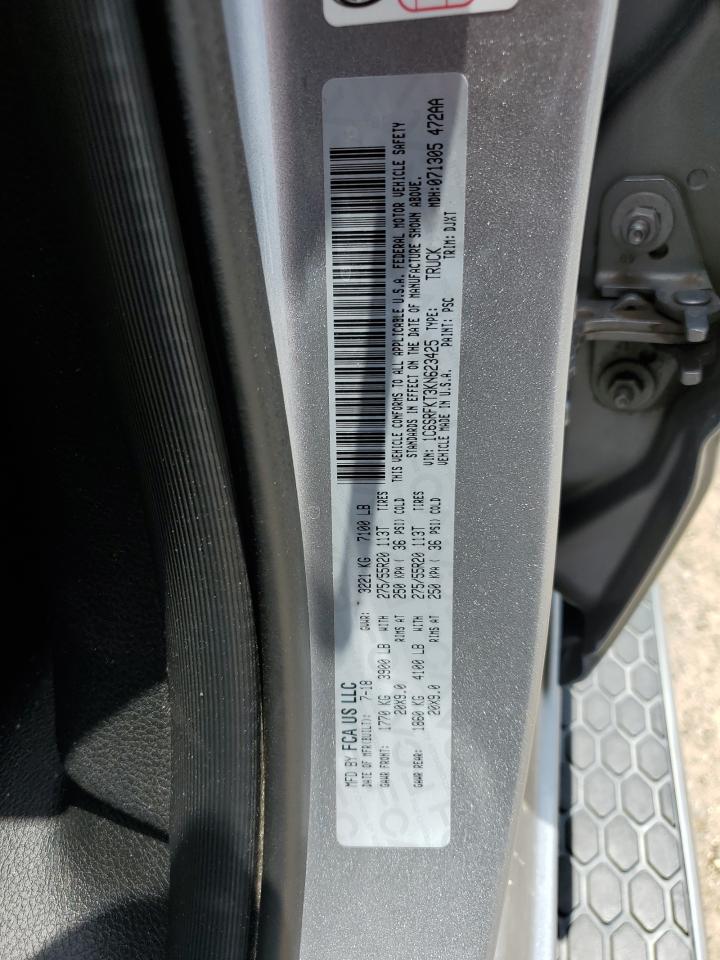 MFD BY FCA US LLC
DATE OF MFR(BUILT): 7-18 GVWR: 3221 KG 7100 LB
GAWR FRONT: 1770 KG 3900 LB WITH 275/55R20 113T TIRES
20X9.0 RIMS AT 250 KPA ( 36 PSI) COLD
GAWR REAR: 1860 KG 4100 LB WITH 275/55R20 113T TIRES
20X9.0 RIMS AT 250 KPA ( 36 PSI) COLD
THIS VEHICLE CONFORMS TO ALL APPLICABLE U.S.A. FEDERAL MOTOR VEHICLE SAFETY
STANDARDS IN EFFECT ON THE DATE OF MANUFACTURE SHOWN ABOVE.
VIN: 1C6SRFKT3KN623425 TYPE: TRUCK MDH:071305 472AA
VEHICLE MADE IN U.S.A. PAINT: PSC TRIM: DJXT